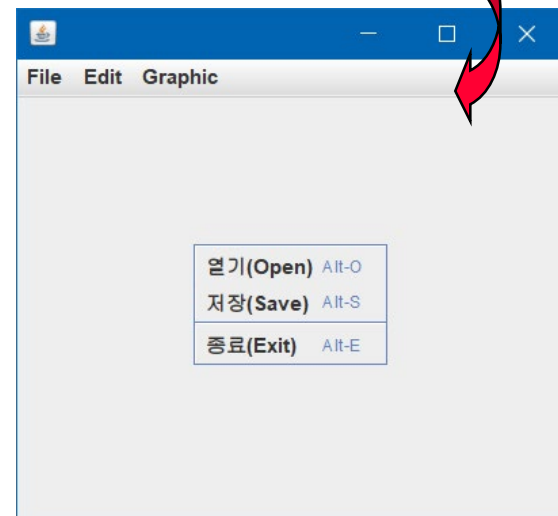 File Edit Graphic
열기(Open) Alt-O
저장(Save) Alt-S
종료(Exit) Alt-E